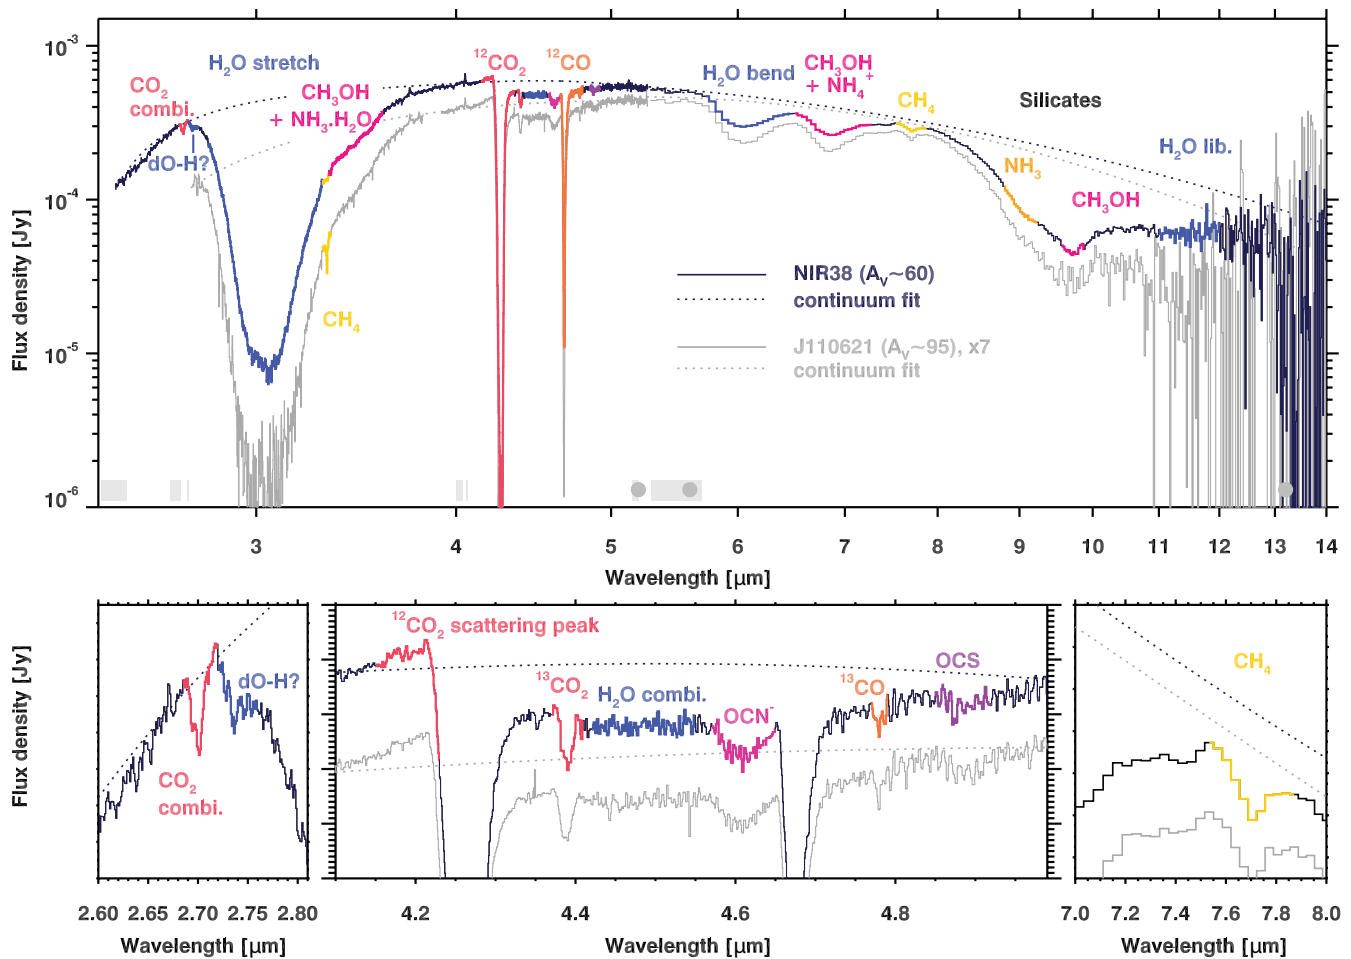 10⁻³
10⁻⁴
10⁻⁵
10⁻⁶
Flux density [Jy]
CO₂
combi.
H₂O stretch
dO-H?
CH₃OH
+ NH₃.H₂O
CH₄
¹²CO₂
¹²CO
H₂O bend
CH₃OH
+ NH₄⁺
CH₄
Silicates
NH₃
CH₃OH
H₂O lib.
NIR38 (Aᵥ~60)
continuum fit
J110621 (Aᵥ~95), x7
continuum fit
3 4 5 6 7 8 9 10 11 12 13 14
Wavelength [μm]
Flux density [Jy]
dO-H?
CO₂
combi.
2.60 2.65 2.70 2.75 2.80
Wavelength [μm]
¹²CO₂ scattering peak
¹³CO₂
H₂O combi.
OCN⁻
¹³CO
OCS
4.2 4.4 4.6 4.8
Wavelength [μm]
CH₄
7.0 7.2 7.4 7.6 7.8 8.0
Wavelength [μm]